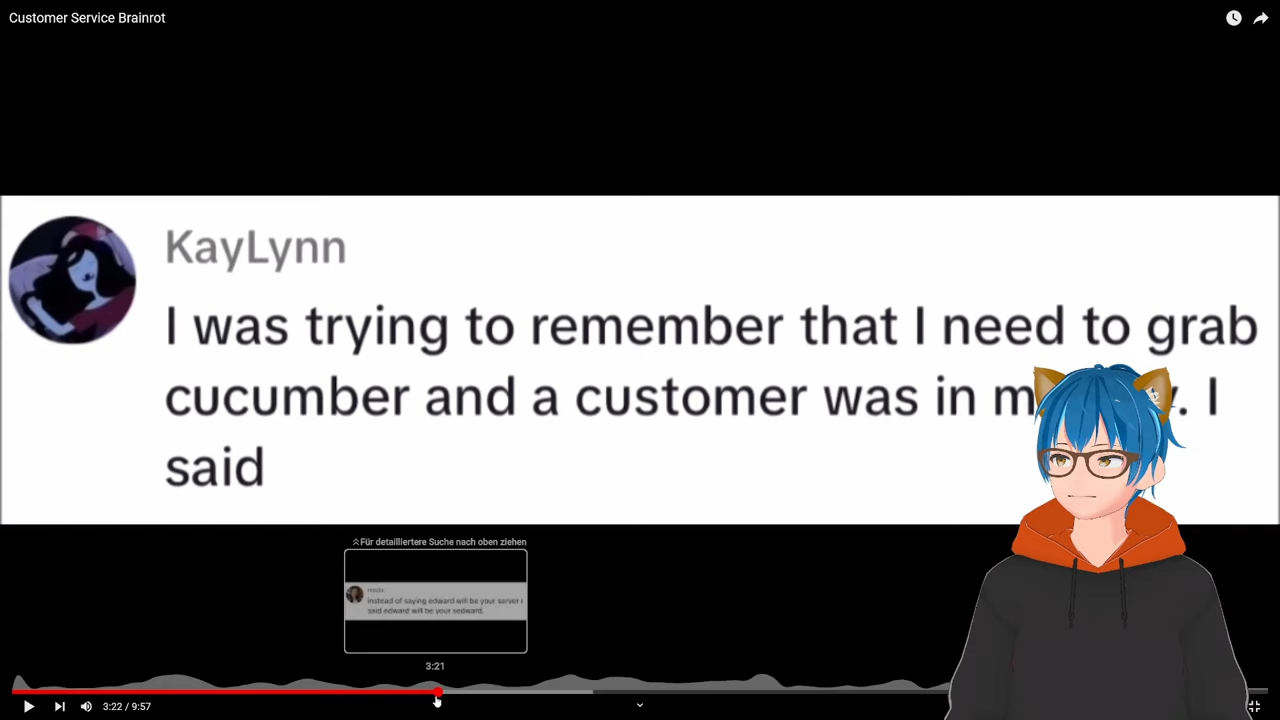 Customer Service Brainrot
KayLynn
I was trying to remember that I need to grab
cucumber and a customer was in m y. I
said
Für detailliertere Suche nach oben ziehen
instead of saying edward will be your server i
said edward will be your sedward.
3:21
3:22 / 9:57